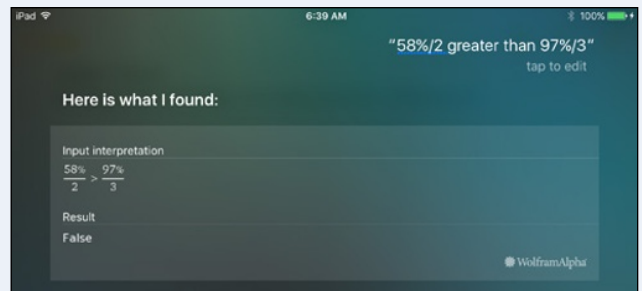 iPad 6:39 AM 100%
"58%/2 greater than 97%/3"
tap to edit
Here is what I found:
Input interpretation
58%/2 > 97%/3
Result
False
WolframAlpha